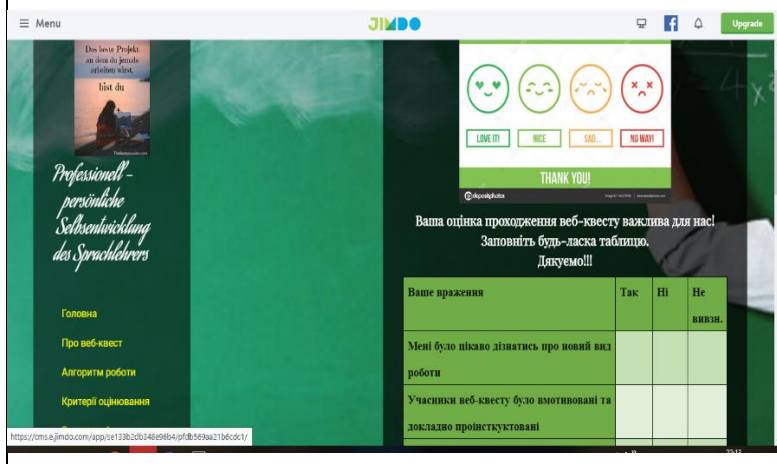 Menu
JIMDO
Upgrade
Das beste Projekt
an dem du jemals
arbeiten wirst,
bist du
Professionell-
persönliche
Selbsentwicklung
des Sprachlehrers
Головна
Про веб-квест
Алгоритм роботи
Критерії оцінювання
https://cms.e.jimdo.com/app/se133b2db348e96b4/pfdb569aa21b6cdc1/
LOVE IT!
NICE
SAD...
NO WAY!
THANK YOU!
depositphotos
Ваша оцінка проходження веб-квесту важлива для нас!
Заповніть будь-ласка таблицю.
Дякуємо!!!
Ваше враження Так Ні Не
вивзн.
Мені було цікаво дізнатись про новий вид
роботи
Учасники веб-квесту було вмотивовані та
докладно проінсткуктовані